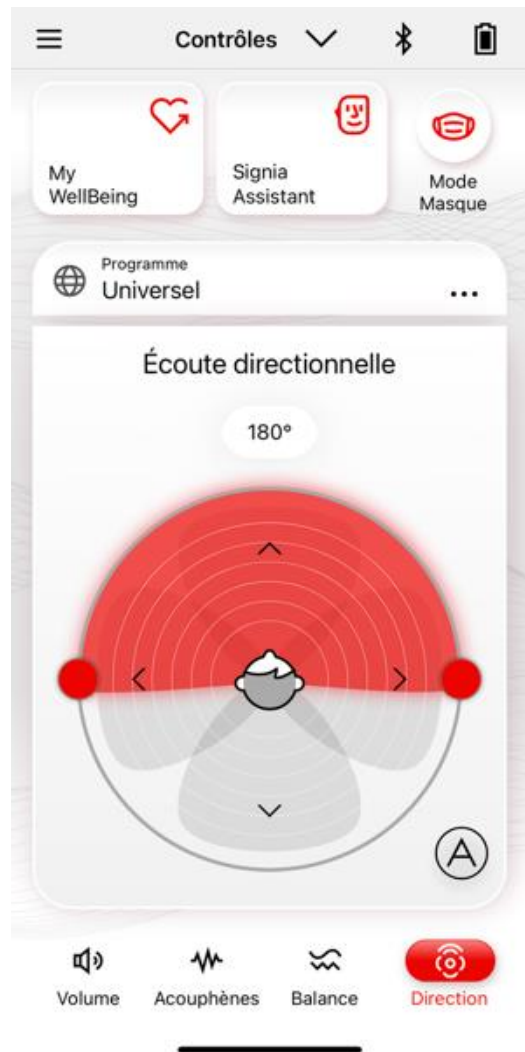 Contrôles
My
WellBeing
Signia
Assistant
Mode
Masque
Programme
Universel
...
Écoute directionnelle
180°
A
Volume
Acouphènes
Balance
Direction